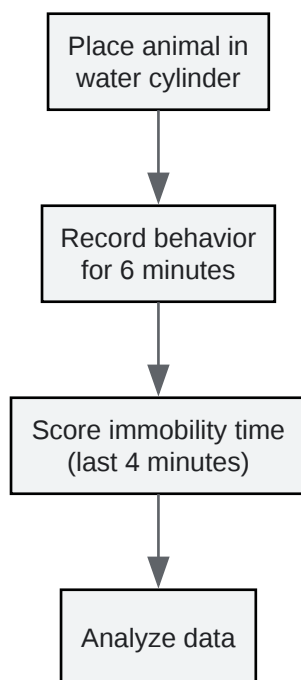 Place animal in
water cylinder
Record behavior
for 6 minutes
Score immobility time
(last 4 minutes)
Analyze data